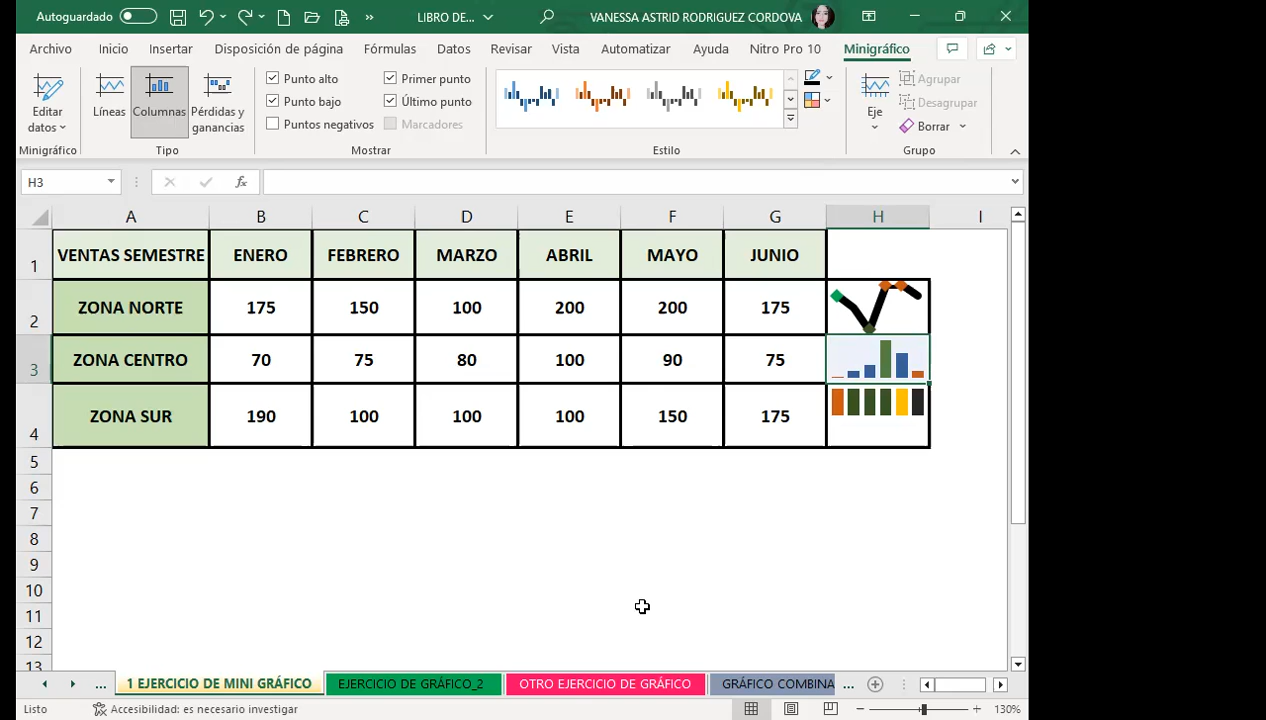 Autoguardado LIBRO DE... VANESSA ASTRID RODRIGUEZ CORDOVA
Archivo Inicio Insertar Disposición de página Fórmulas Datos Revisar Vista Automatizar Ayuda Nitro Pro 10 Minigráfico
Editar datos
Líneas
Columnas
Pérdidas y ganancias
Punto alto
Punto bajo
Puntos negativos
Primer punto
Último punto
Marcadores
Eje
Agrupar
Desagrupar
Borrar
Minigráfico Tipo Mostrar Estilo Grupo
H3 fx
A B C D E F G H I
1 VENTAS SEMESTRE ENERO FEBRERO MARZO ABRIL MAYO JUNIO
2 ZONA NORTE 175 150 100 200 200 175
3 ZONA CENTRO 70 75 80 100 90 75
4 ZONA SUR 190 100 100 100 150 175
5
6
7
8
9
10
11
12
13
... 1 EJERCICIO DE MINI GRÁFICO EJERCICIO DE GRÁFICO_2 OTRO EJERCICIO DE GRÁFICO GRÁFICO COMBINA ...
Listo Accesibilidad: es necesario investigar 130%